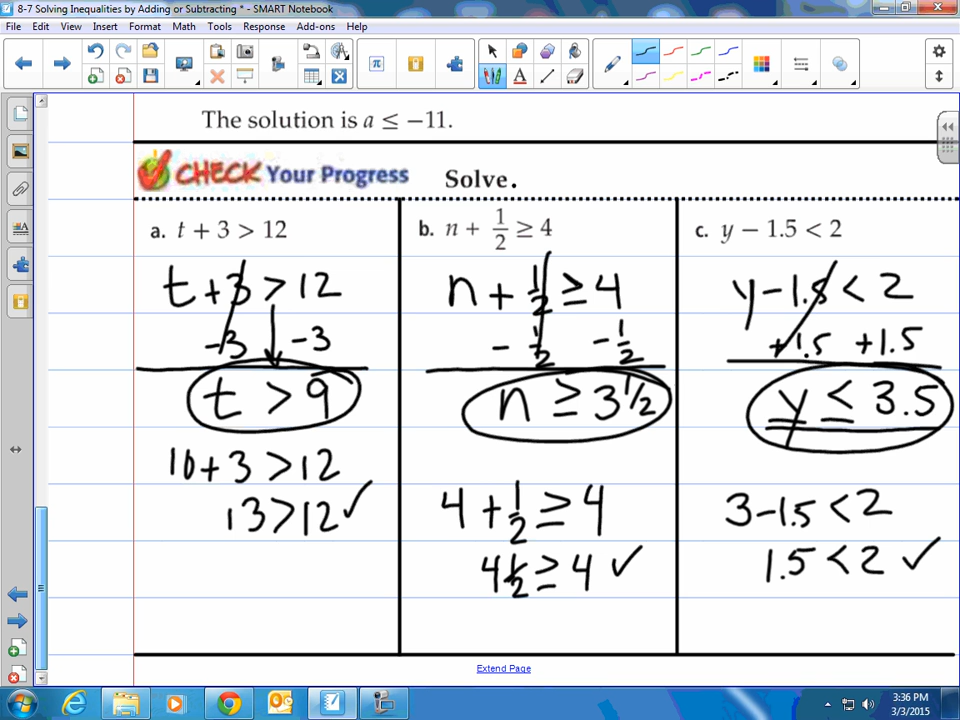 8-7 Solving Inequalities by Adding or Subtracting * - SMART Notebook
File Edit View Insert Format Math Tools Response Add-ons Help
The solution is a ≤ −11.
CHECK Your Progress Solve.
a. t + 3 > 12
t + 3 > 12
-3 -3
t > 9
10 + 3 > 12
13 > 12 ✓
b. n + 1/2 ≥ 4
n + 1/2 ≥ 4
- 1/2 - 1/2
n ≥ 3 1/2
4 + 1/2 ≥ 4
4 1/2 ≥ 4 ✓
c. y − 1.5 < 2
y - 1.5 < 2
+1.5 +1.5
y ≤ 3.5
3 - 1.5 < 2
1.5 < 2 ✓
Extend Page
3:36 PM
3/3/2015